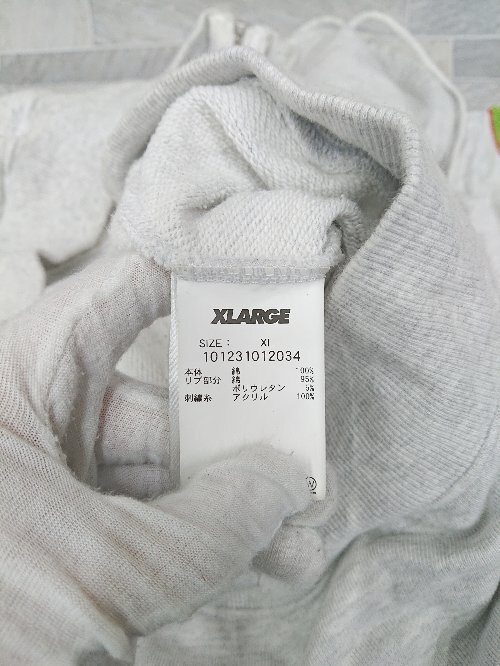 XLARGE
SIZE : XL
101231012034
本体 綿 100%
リブ部分 綿 95%
ポリウレタン 5%
刺繍糸 アクリル 100%
W